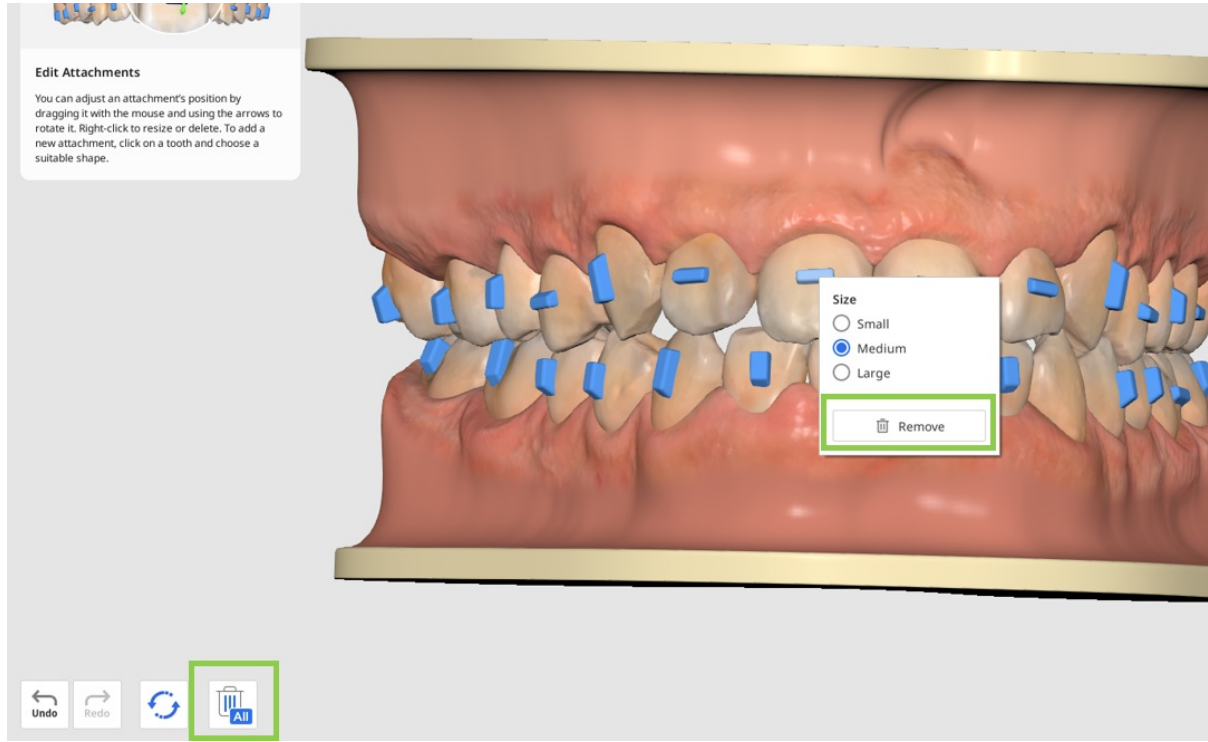 Edit Attachments
You can adjust an attachment's position by
dragging it with the mouse and using the arrows to
rotate it. Right-click to resize or delete. To add a
new attachment, click on a tooth and choose a
suitable shape.
Size
Small
Medium
Large
Remove
Undo
Redo
All